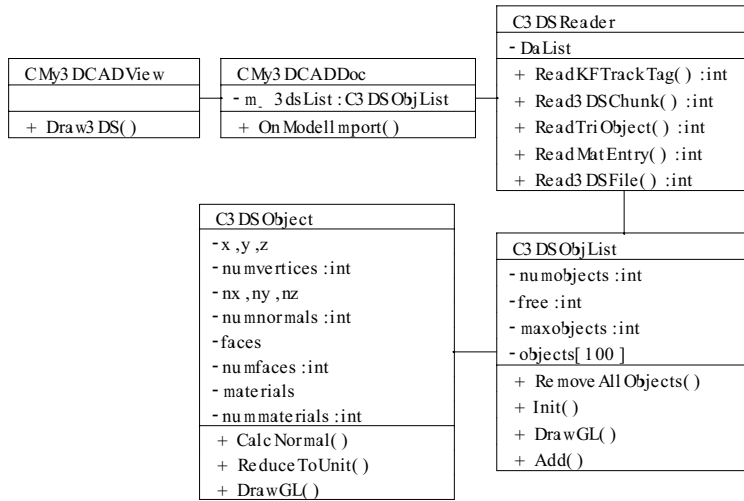 CMy3DCADView
+ Draw3DS()
CMy3DCADDoc
- m_3dsList:C3DSObjList
+ OnModelImport()
C3DSReader
- DaList
+ ReadKFTrackTag() :int
+ Read3DSChunk() :int
+ ReadTriObject() :int
+ ReadMatEntry() :int
+ Read3DSFile() :int
C3DSObject
- x,y,z
- numvertices :int
- nx,ny,nz
- numnormals :int
- faces
- numfaces :int
- materials
- nummaterials :int
+ CalcNormal()
+ ReduceToUnit()
+ DrawGL()
C3DSObjList
- numobjects :int
- free :int
- maxobjects :int
- objects[100]
+ RemoveAllObjects()
+ Init()
+ DrawGL()
+ Add()